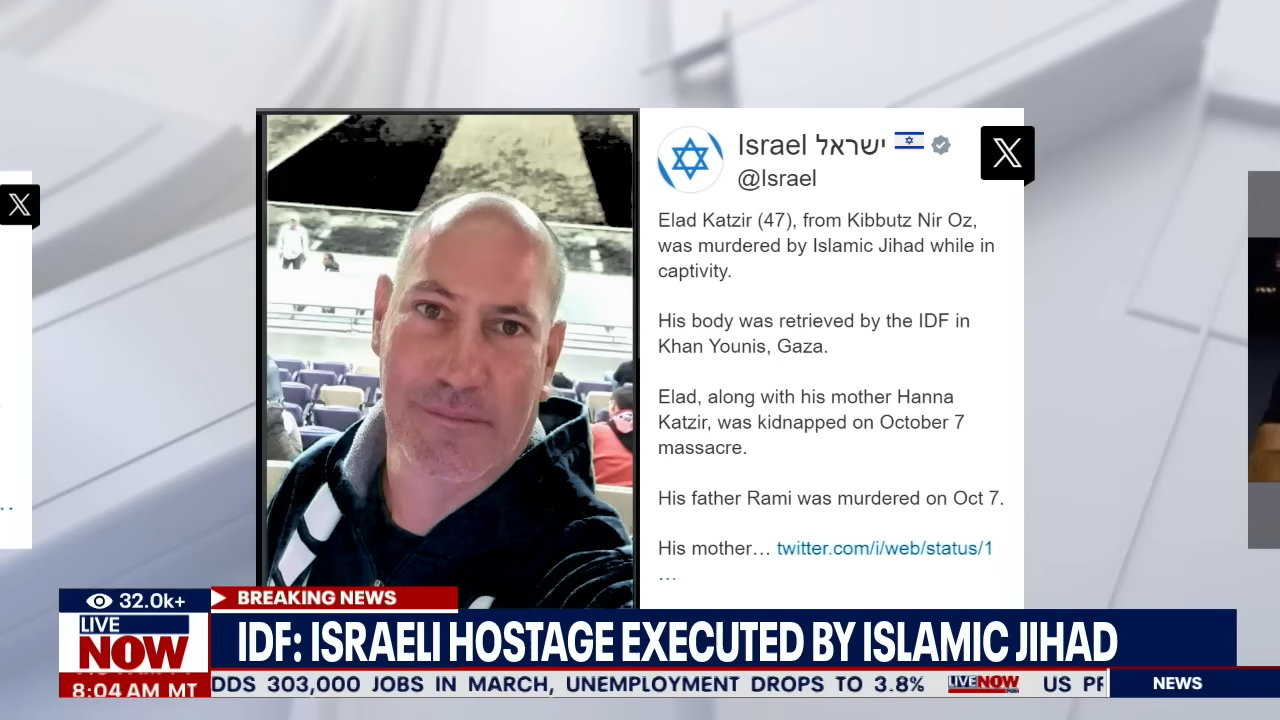 Israel ישראל
@Israel
Elad Katzir (47), from Kibbutz Nir Oz,
was murdered by Islamic Jihad while in
captivity.
His body was retrieved by the IDF in
Khan Younis, Gaza.
Elad, along with his mother Hanna
Katzir, was kidnapped on October 7
massacre.
His father Rami was murdered on Oct 7.
His mother… twitter.com/i/web/status/1
…
32.0k+
BREAKING NEWS
LIVE
NOW
IDF: ISRAELI HOSTAGE EXECUTED BY ISLAMIC JIHAD
8:04 AM MT
DDS 303,000 JOBS IN MARCH, UNEMPLOYMENT DROPS TO 3.8% LIVENOW US
NEWS